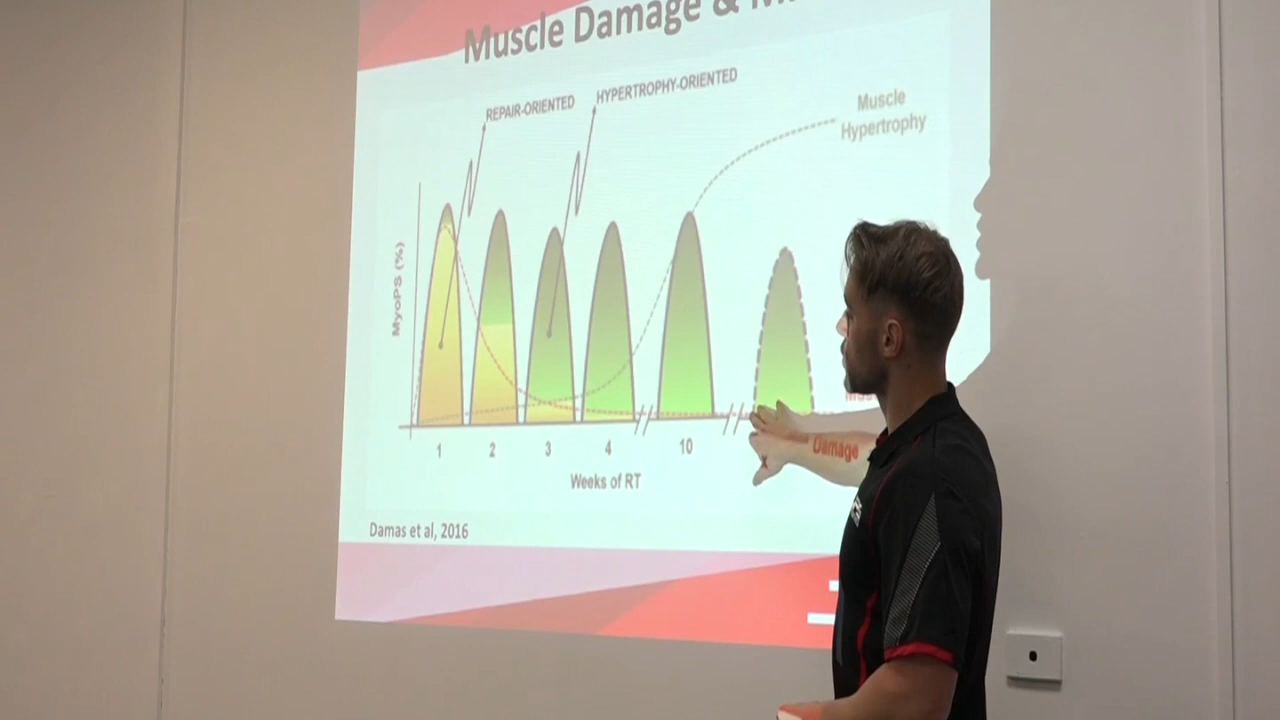 Muscle Damage &
REPAIR-ORIENTED
HYPERTROPHY-ORIENTED
Muscle
Hypertrophy
MyoPS (%)
Damage
1 2 3 4 10
Weeks of RT
Damas et al, 2016